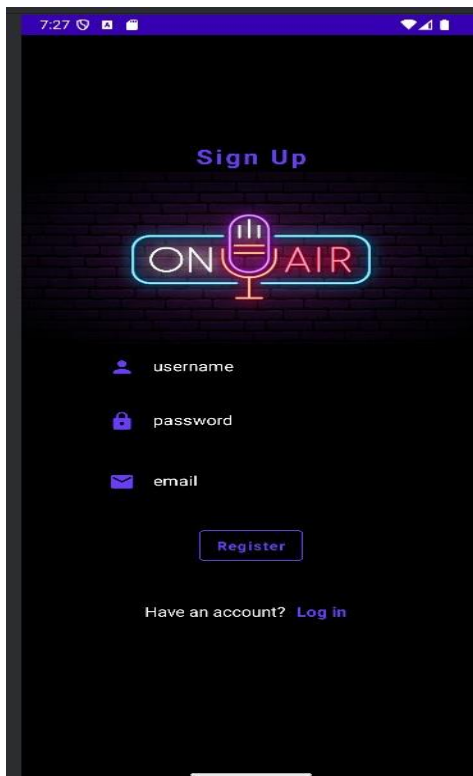 7:27
Sign Up
ON AIR
username
password
email
Register
Have an account? Log in